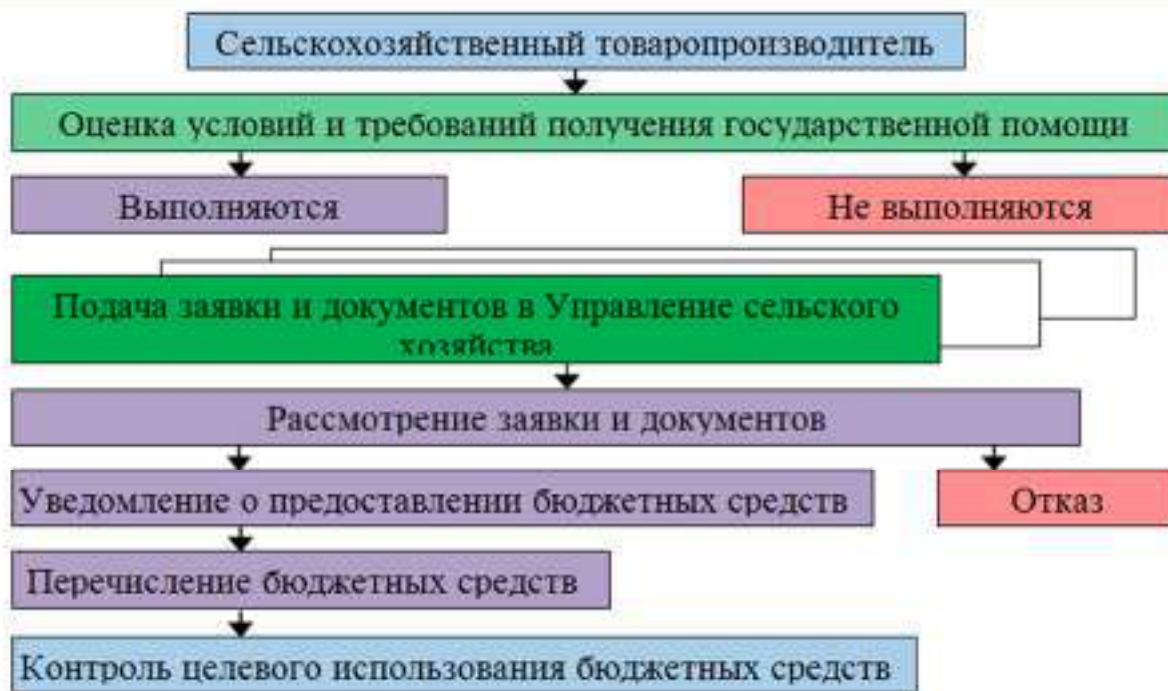 Сельскохозяйственный товаропроизводитель
Оценка условий и требований получения государственной помощи
Выполняются
Не выполняются
Подача заявки и документов в Управление сельского
хозяйства
Рассмотрение заявки и документов
Уведомление о предоставлении бюджетных средств
Отказ
Перечисление бюджетных средств
Контроль целевого использования бюджетных средств